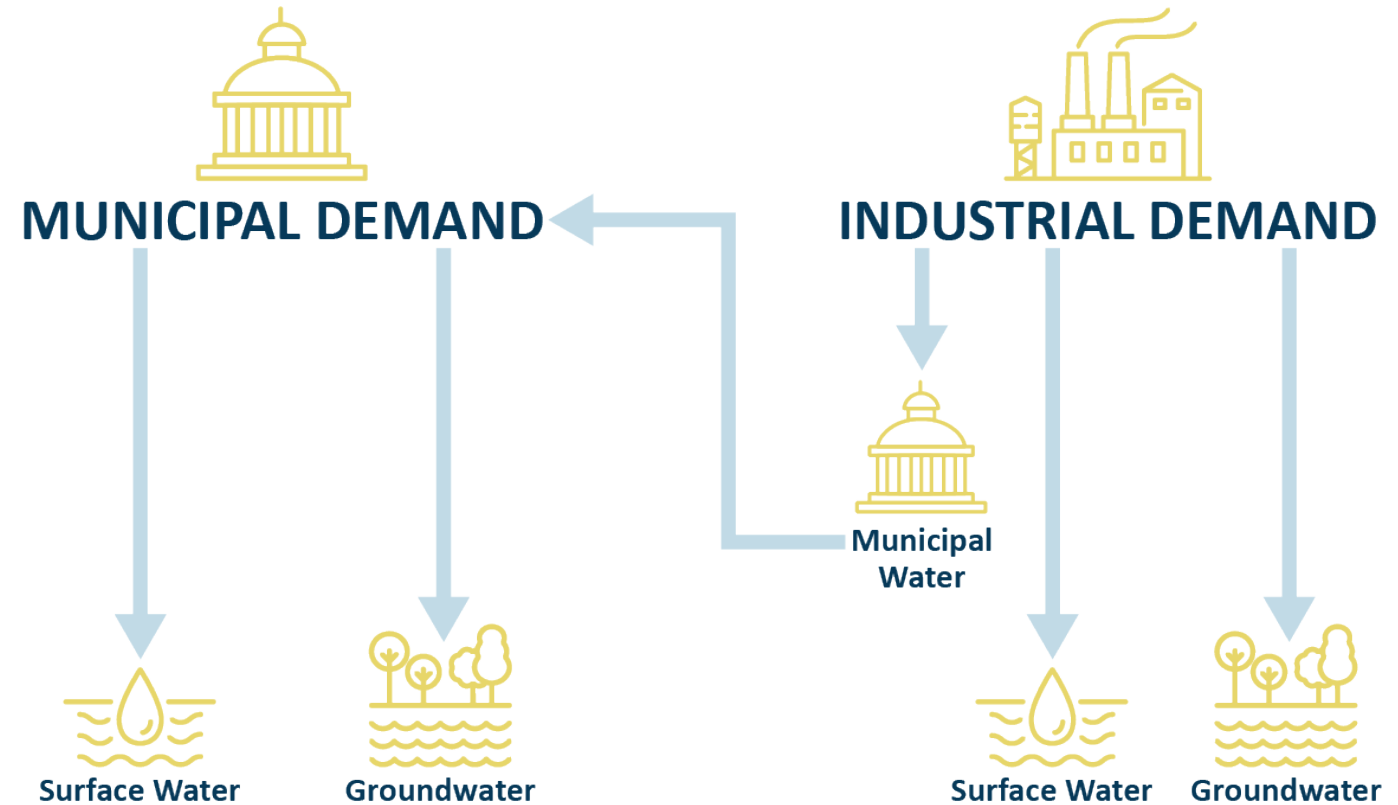 MUNICIPAL DEMAND
INDUSTRIAL DEMAND
Municipal
Water
Surface Water
Groundwater
Surface Water
Groundwater